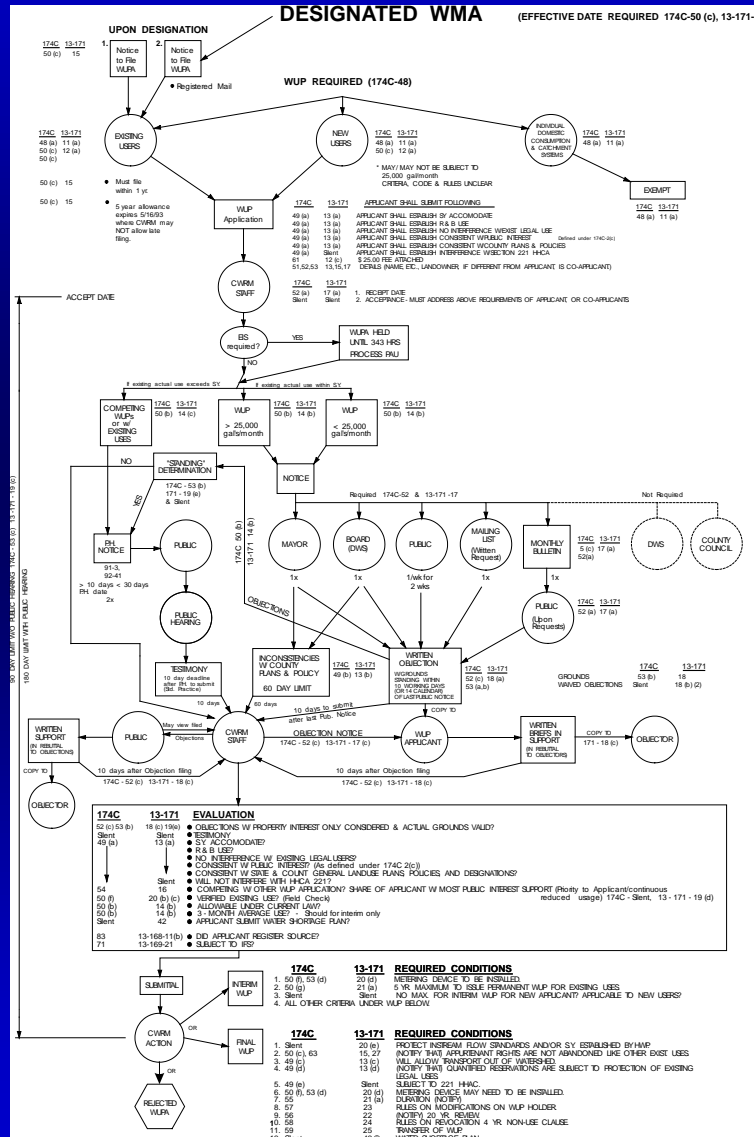 DESIGNATED WMA
(EFFECTIVE DATE REQUIRED 174C-50 (c), 13-171-
UPON DESIGNATION
174C 13-171
50 (c) 15
1.
Notice
to File
WUPA
2.
Notice
to File
WUPA
• Registered Mail
WUP REQUIRED (174C-48)
174C 13-171
48 (a) 11 (a)
50 (c) 12 (a)
50 (c)
EXISTING
USERS
NEW
USERS
174C 13-171
48 (a) 11 (a)
50 (c) 12 (a)
INDIVIDUAL
DOMESTIC
CONSUMPTION
& CATCHMENT
SYSTEMS
174C 13-171
48 (a) 11 (a)
* MAY/ MAY NOT BE SUBJECT TO
25,000 gal/month
CRITERIA, CODE & RULES UNCLEAR
EXEMPT
174C 13-171
48 (a) 11 (a)
50 (c) 15
• Must file
within 1 yr.
50 (c) 15
• 5 year allowance
expires 5/16/93
where CWRM may
NOT allow late
filing.
WUP
Application
174C 13-171 APPLICANT SHALL SUBMIT FOLLOWING
49 (a) 13 (a) APPLICANT SHALL ESTABLISH SY ACCOMODATE
49 (a) 13 (a) APPLICANT SHALL ESTABLISH R & B USE
49 (a) 13 (a) APPLICANT SHALL ESTABLISH NO INTERFERENCE W/EXIST LEGAL USE
49 (a) 13 (a) APPLICANT SHALL ESTABLISH CONSISTENT W/PUBLIC INTEREST Defined under 174C-2(c)
49 (a) 13 (a) APPLICANT SHALL ESTABLISH CONSISTENT W/COUNTY PLANS & POLICIES
49 (a) Silent APPLICANT SHALL ESTABLISH INTERFERENCE W/SECTION 221 HHCA
61 12 (c) $ 25.00 FEE ATTACHED
51,52,53 13,15,17 DETAILS (NAME, ETC., LANDOWNER, IF DIFFERENT FROM APPLICANT, IS CO-APPLICANT)
CWRM
STAFF
174C 13-171
52 (a) 17 (a) 1. RECEIPT DATE
Silent Silent 2. ACCEPTANCE - MUST ADDRESS ABOVE REQUIREMENTS OF APPLICANT, OR CO-APPLICANTS
ACCEPT DATE
EIS
required?
YES
NO
WUPA HELD
UNTIL 343 HRS
PROCESS PAU
If existing actual use exceeds SY.
If existing actual use within SY.
COMPETING
WUPs
or w/
EXISTING
USES
174C 13-171
50 (b) 14 (c)
WUP
> 25,000
gal's/month
174C 13-171
50 (b) 14 (b)
WUP
< 25,000
gal's/month
174C 13-171
50 (b) 14 (b)
NO
"STANDING"
DETERMINATION
174C - 53 (b)
171 - 19 (e)
& Silent
YES
NOTICE
Required 174C-52 & 13-171 -17
Not Required
174C 50 (b)
13-171 14 (b)
P.H.
NOTICE
91-3,
92-41
> 10 days < 30 days
P.H. date
2x
PUBLIC
PUBLIC
HEARING
MAYOR
1x
BOARD
(DWS)
1x
PUBLIC
1/wk for
2 wks
MAILING
LIST
(Written
Request)
1x
MONTHLY
BULLETIN
1x
174C 13-171
5 (c) 17 (a)
52(a)
DWS
COUNTY
COUNCIL
PUBLIC
(Upon
Requests)
174C 13-171
52 (a) 17 (a)
OBJECTIONS
90 DAY LIMIT W/O PUBLIC HEARING 174C - 53 (c) 13 - 171 - 19 (c)
180 DAY LIMIT WITH PUBLIC HEARING
TESTIMONY
10 day deadline
after P.H. to submit
(Std. Practice)
10 days
INCONSISTENCIES
W/ COUNTY
PLANS & POLICY
60 DAY LIMIT
174C 13-171
49 (b) 13 (b)
60 days
WRITTEN
OBJECTION
W/GROUNDS
STANDING WITHIN
10 WORKING DAYS
(OR 14 CALENDAR)
OF LAST PUBLIC NOTICE
174C 13-171
52 (c) 18 (a)
53 (a,b)
174C 13-171
GROUNDS 53 (b) 18
WAIVED OBJECTIONS Silent 18 (b)(2)
10 days to submit
after last Pub. Notice
COPY TO
WRITTEN
SUPPORT
(IN REBUTTAL
TO OBJECTIONS)
PUBLIC
May view filed
Objections
CWRM
STAFF
OBJECTION NOTICE
174C - 52 (c) 13-171 - 17 (c)
WUP
APPLICANT
WRITTEN
BRIEFS IN
SUPPORT
(IN REBUTTAL
TO OBJECTORS)
COPY TO
171 - 18 (c)
OBJECTOR
COPY TO
OBJECTOR
10 days after Objection filing
174C - 52 (c) 13-171 - 18 (c)
10 days after Objection filing
174C - 52 (c) 13-171 - 18 (c)
174C 13-171 EVALUATION
52 (c) 53 (b) 18 (c)19(e) • OBJECTIONS W/ PROPERTY INTEREST ONLY CONSIDERED & ACTUAL GROUNDS VALID?
Silent Silent • TESTIMONY
49 (a) 13 (a) • SY. ACCOMODATE?
• R & B USE?
• NO INTERFERENCE W/ EXISTING LEGAL USERS?
• CONSISTENT W/ PUBLIC INTEREST? (As defined under 174C 2(c))
• CONSISTENT W/ STATE & COUNT GENERAL LANDUSE PLANS, POLICIES, AND DESIGNATIONS?
Silent • WILL NOT INTERFERE WITH HHCA 221?
54 16 • COMPETING W/ OTHER WUP APPLICATION? SHARE OF APPLICANT W/ MOST PUBLIC INTEREST SUPPORT (Priority to Applicant/continuous
reduced usage) 174C - Silent, 13 - 171 - 19 (d)
50 (f) 20 (b) (c) • VERIFIED EXISTING USE? (Field Check)
50 (b) 14 (b) • ALLOWABLE UNDER CURRENT LAW?
50 (b) 14 (b) • 3 - MONTH AVERAGE USE? - Should for interim only
Silent 42 • APPLICANT SUBMIT WATER SHORTAGE PLAN?
83 13-168-11(b) • DID APPLICANT REGISTER SOURCE?
71 13-169-21 • SUBJECT TO IFS?
SUBMITTAL
INTERIM
WUP
OR
CWRM
ACTION
FINAL
WUP
OR
REJECTED
WUPA
174C 13-171 REQUIRED CONDITIONS
1. 50 (f), 53 (d) 20 (d) METERING DEVICE TO BE INSTALLED.
2. 50 (g) 21 (a) 5 YR. MAXIMUM TO ISSUE PERMANENT WUP FOR EXISTING USES.
3. Silent Silent NO MAX. FOR INTERIM WUP FOR NEW APPLICANT? APPLICABLE TO NEW USERS?
4. ALL OTHER CRITERIA UNDER WUP BELOW.
174C 13-171 REQUIRED CONDITIONS
1. Silent 20 (e) PROTECT INSTREAM FLOW STANDARDS AND/OR S.Y. ESTABLISHED BY HWP.
2. 50 (c), 63 15, 27 (NOTIFY THAT) APPURTENANT RIGHTS ARE NOT ABANDONED LIKE OTHER EXIST. USES.
3. 49 (c) 13 (c) WILL ALLOW TRANSPORT OUT OF WATERSHED.
4. 49 (d) 13 (d) (NOTIFY THAT) QUANTIFIED RESERVATIONS ARE SUBJECT TO PROTECTION OF EXISTING
LEGAL USES.
5. 49 (e) Silent SUBJECT TO 221 HHAC.
6. 50 (f), 53 (d) 20 (d) METERING DEVICE MAY NEED TO BE INSTALLED.
7. 55 21 (a) DURATION (NOTIFY)
8. 57 23 RULES ON MODIFICATIONS ON WUP HOLDER.
9. 56 22 (NOTIFY) 20 YR. REVIEW.
10. 58 24 RULES ON REVOCATION 4 YR. NON-USE CLAUSE.
11. 59 25 TRANSFER OF WUP.